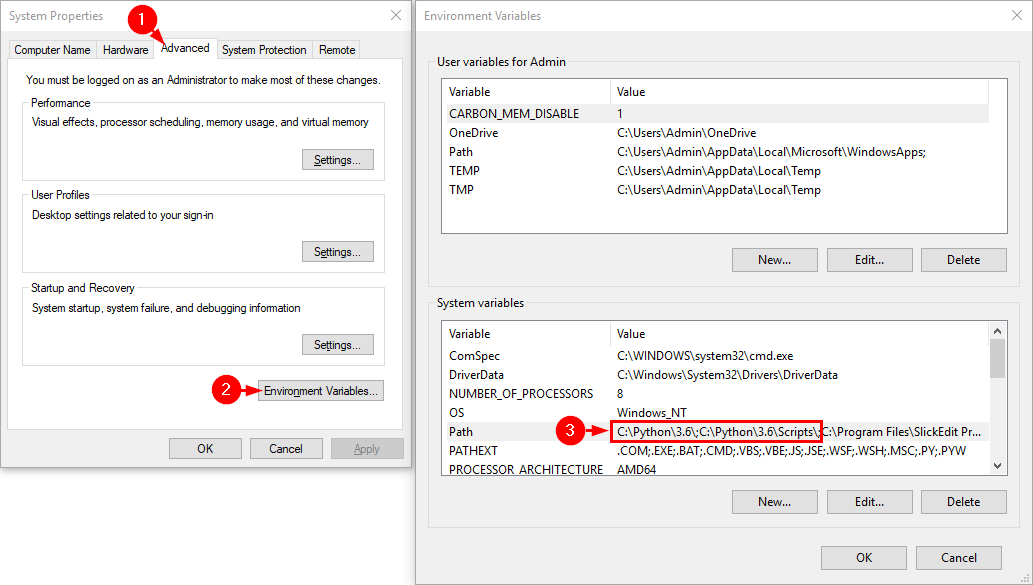 System Properties
1
Computer Name Hardware Advanced System Protection Remote
You must be logged on as an Administrator to make most of these changes.
Performance
Visual effects, processor scheduling, memory usage, and virtual memory
Settings...
User Profiles
Desktop settings related to your sign-in
Settings...
Startup and Recovery
System startup, system failure, and debugging information
Settings...
2 Environment Variables...
OK Cancel Apply
Environment Variables
User variables for Admin
Variable Value
CARBON_MEM_DISABLE 1
OneDrive C:\Users\Admin\OneDrive
Path C:\Users\Admin\AppData\Local\Microsoft\WindowsApps;
TEMP C:\Users\Admin\AppData\Local\Temp
TMP C:\Users\Admin\AppData\Local\Temp
New... Edit... Delete
System variables
Variable Value
ComSpec C:\WINDOWS\system32\cmd.exe
DriverData C:\Windows\System32\Drivers\DriverData
NUMBER_OF_PROCESSORS 8
OS Windows_NT
Path 3 C:\Python\3.6\;C:\Python\3.6\Scripts\;C:\Program Files\SlickEdit Pr...
PATHEXT .COM;.EXE;.BAT;.CMD;.VBS;.VBE;.JS;.JSE;.WSF;.WSH;.MSC;.PY;.PYW
PROCESSOR_ARCHITECTURE AMD64
New... Edit... Delete
OK Cancel